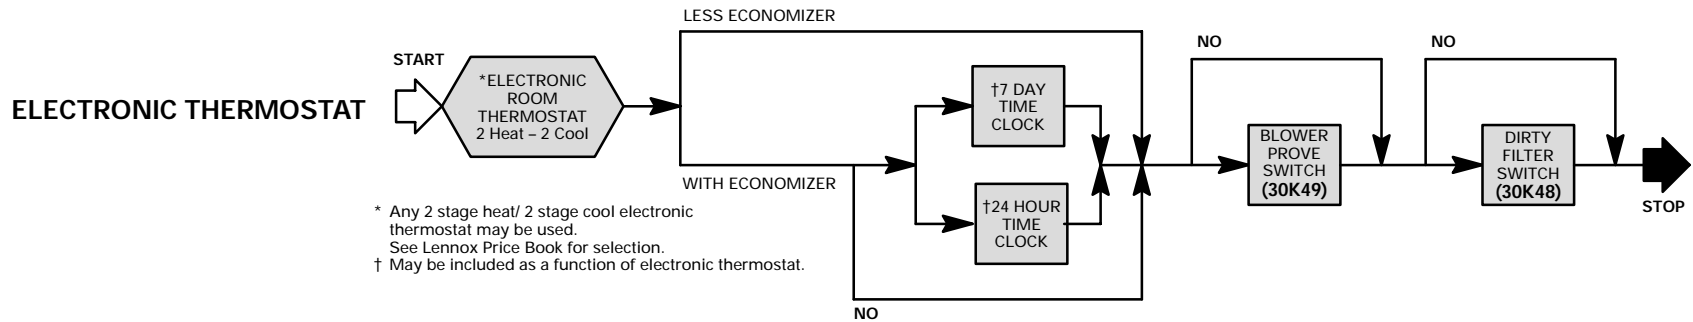 ELECTRONIC THERMOSTAT
START
*ELECTRONIC
ROOM
THERMOSTAT
2 Heat – 2 Cool
LESS ECONOMIZER
WITH ECONOMIZER
†7 DAY
TIME
CLOCK
†24 HOUR
TIME
CLOCK
NO
NO
BLOWER
PROVE
SWITCH
(30K49)
NO
DIRTY
FILTER
SWITCH
(30K48)
STOP
* Any 2 stage heat/ 2 stage cool electronic
thermostat may be used.
See Lennox Price Book for selection.
† May be included as a function of electronic thermostat.